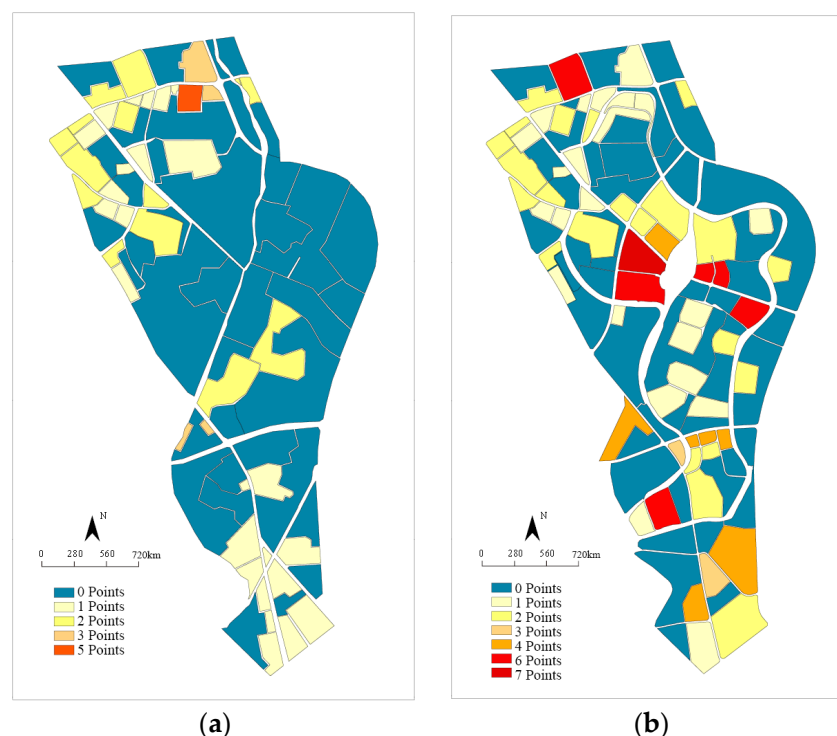 N
0 280 560 720km
0 Points
1 Points
2 Points
3 Points
5 Points
(a)
N
0 280 560 720km
0 Points
1 Points
2 Points
3 Points
4 Points
6 Points
7 Points
(b)